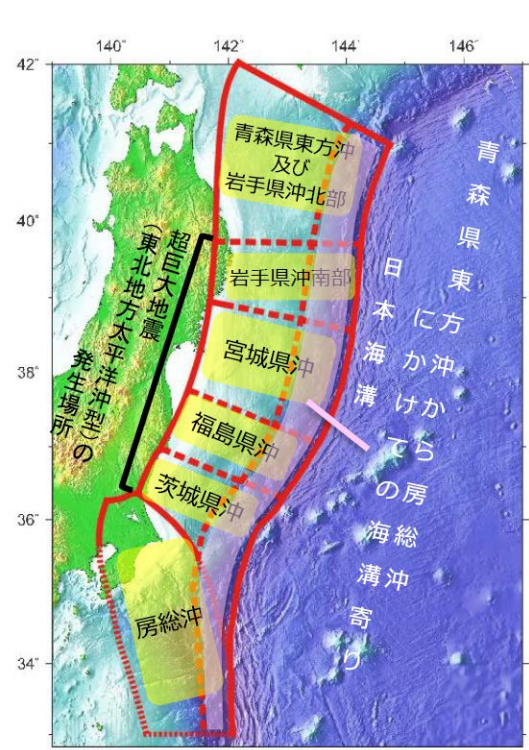 140° 142° 144° 146°
42°
40°
38°
36°
34°
青森県東方沖
及び
岩手県沖北部
岩手県沖南部
宮城県沖
福島県沖
茨城県沖
房総沖
超巨大地震
(東北地方太平洋沖型)の
発生場所
日本海溝
青森県東方沖から房総沖
にかけての海溝寄り